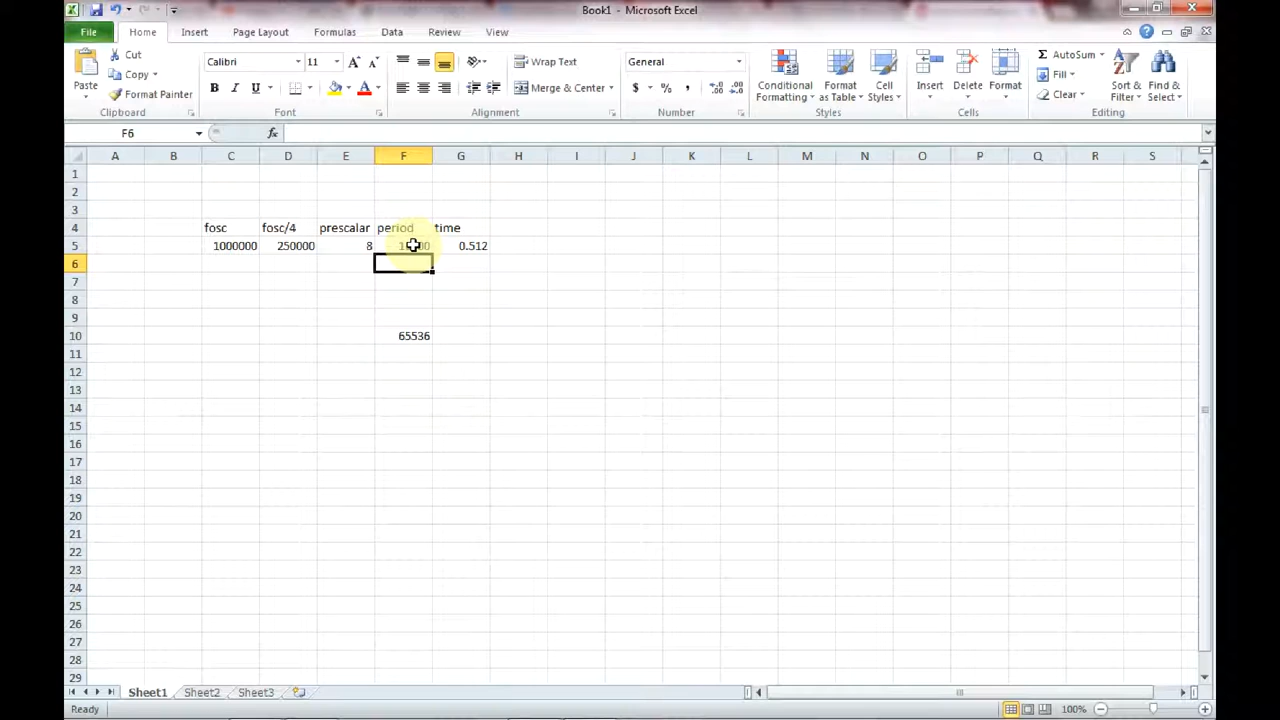 Book1 - Microsoft Excel
File Home Insert Page Layout Formulas Data Review View
Paste
Cut
Copy
Format Painter
Clipboard
Calibri 11
B I U
Font
Wrap Text
Merge & Center
Alignment
General
$ % ,
Number
Conditional Formatting
Format as Table
Cell Styles
Styles
Insert Delete Format
Cells
AutoSum
Fill
Clear
Sort & Filter
Find & Select
Editing
F6 fx
A B C D E F G H I J K L M N O P Q R S
1
2
3
4 fosc fosc/4 prescalar period time
5 1000000 250000 8 0.512
6
7
8
9
10 65536
11
12
13
14
15
16
17
18
19
20
21
22
23
24
25
26
27
28
29
Sheet1 Sheet2 Sheet3
Ready 100%